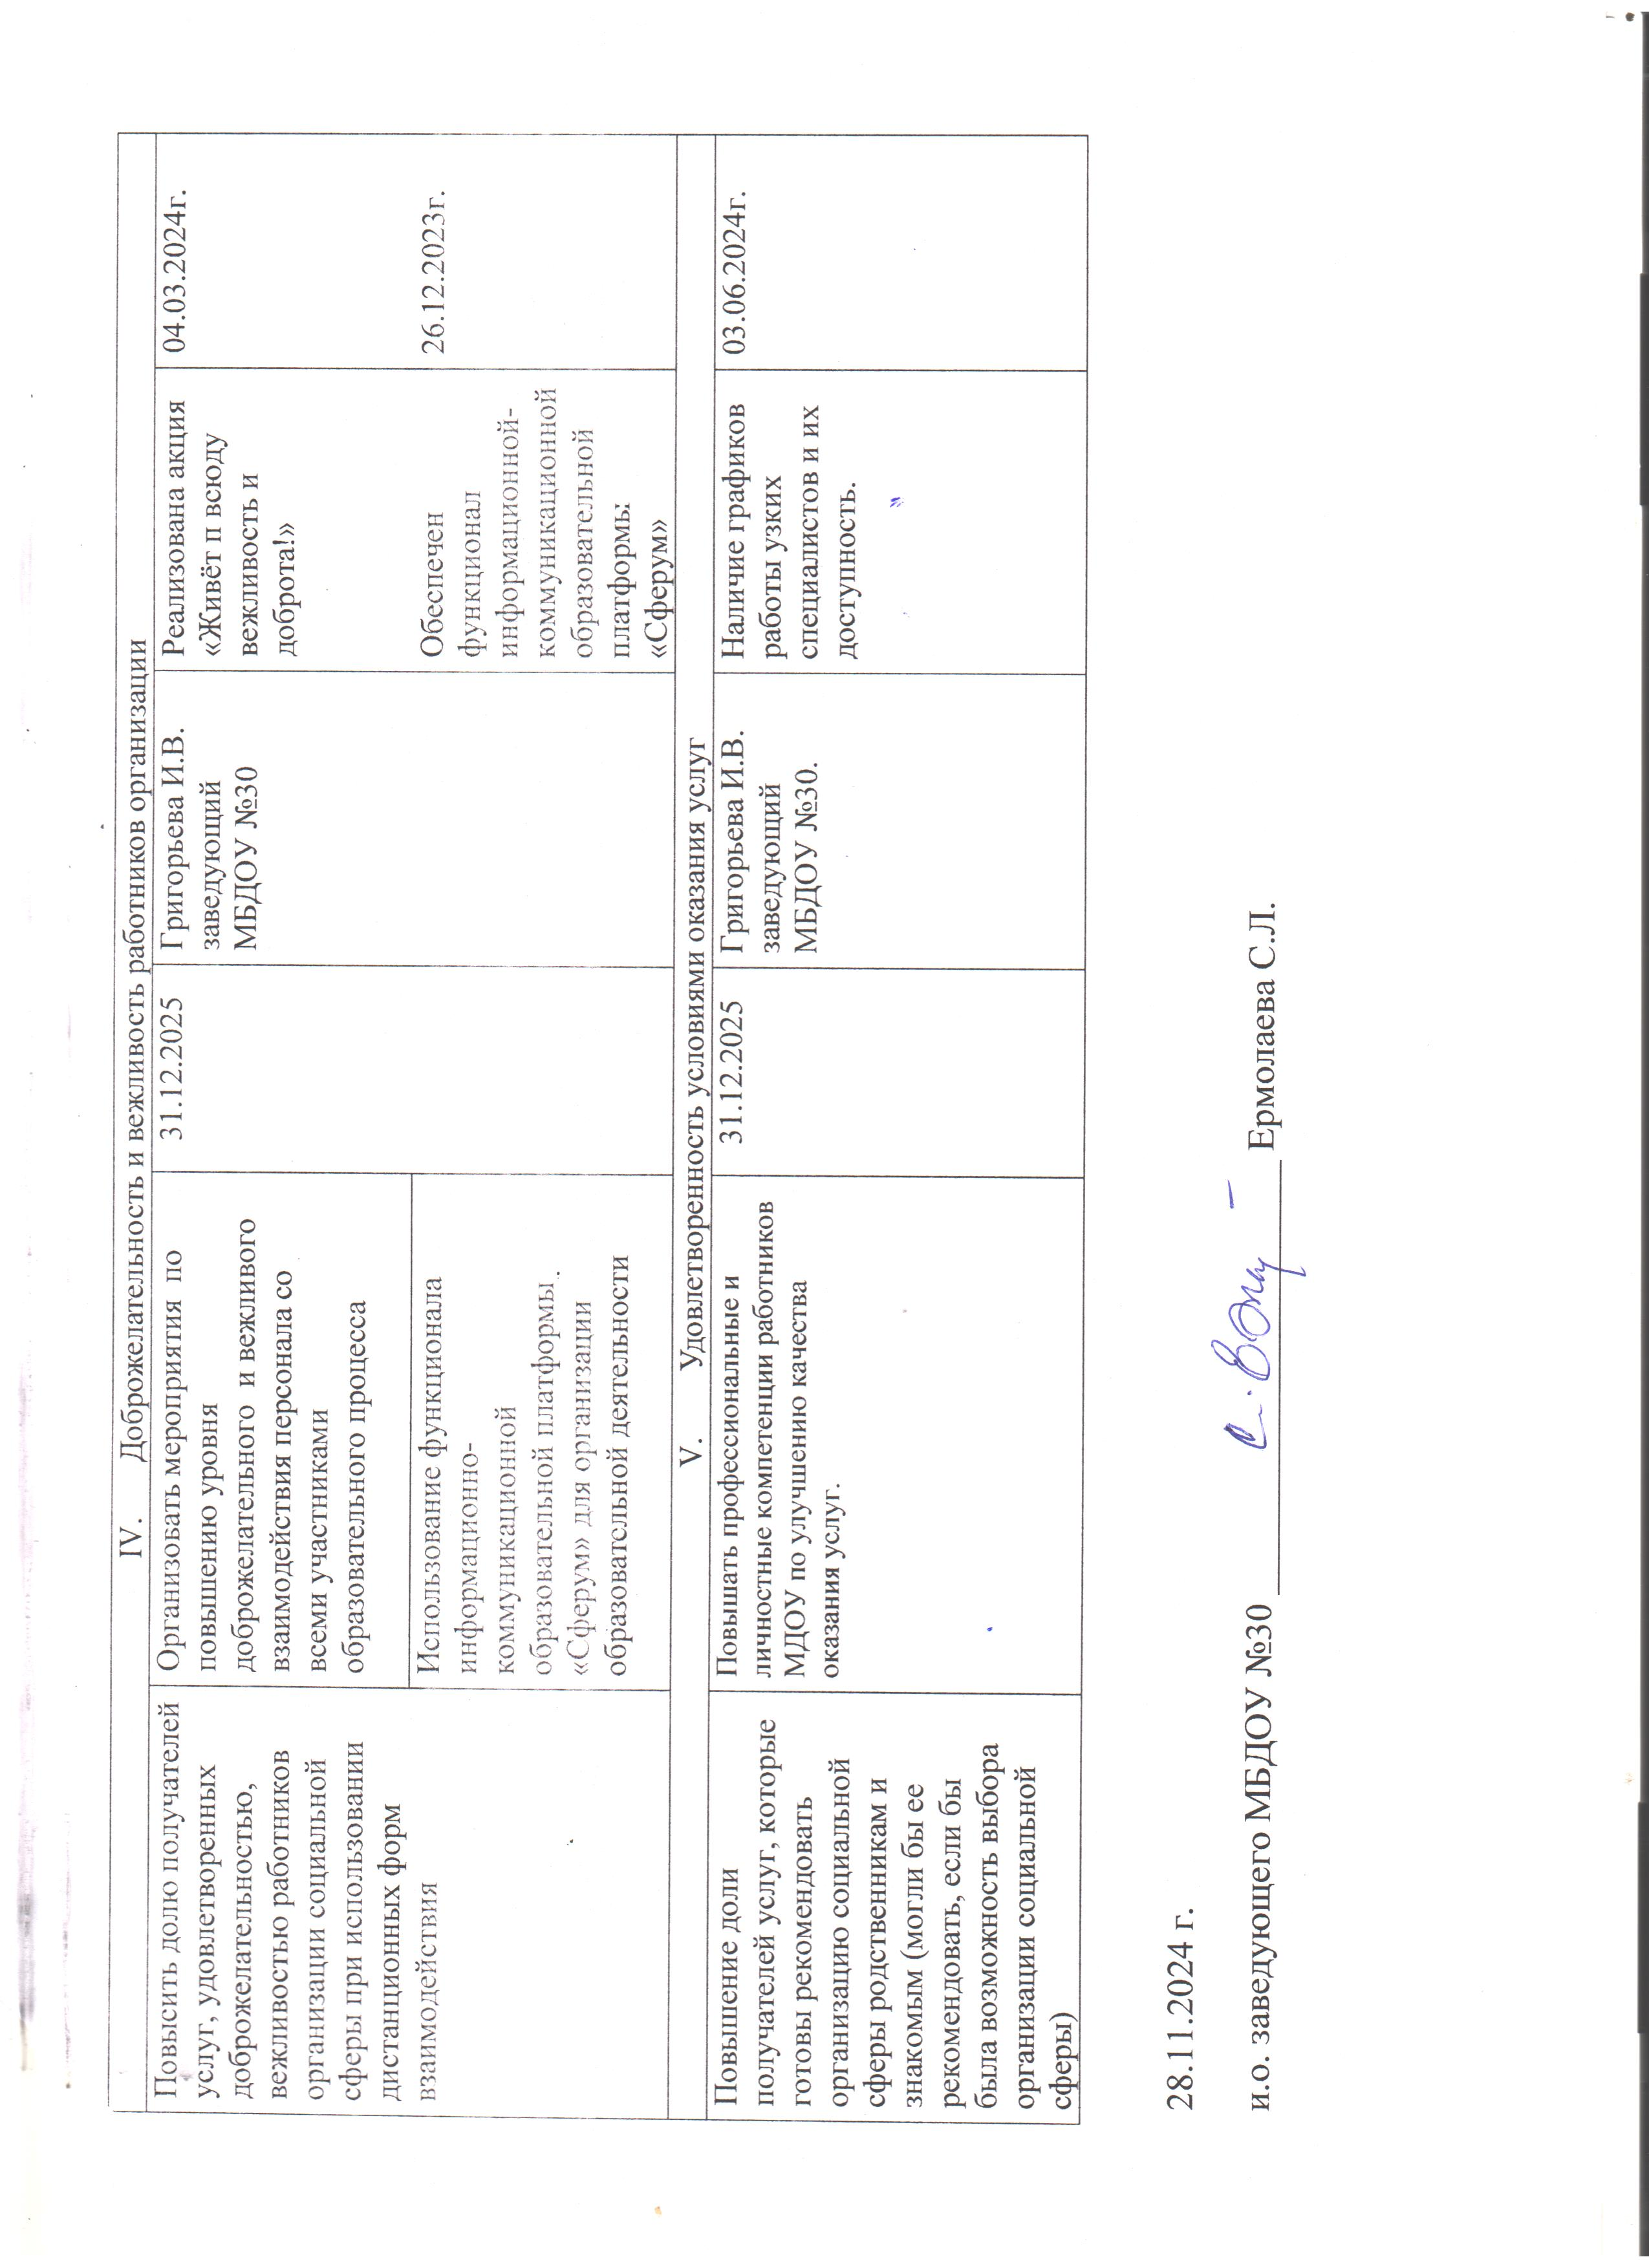 IV. Доброжелательность и вежливость работников организации
Повысить долю получателей
услуг, удовлетворенных
доброжелательностью,
вежливостью работников
организации социальной
сферы при использовании
дистанционных форм
взаимодействия
Организовать мероприятия по
повышению уровня
доброжелательного и вежливого
взаимодействия персонала со
всеми участниками
образовательного процесса
Использование функционала
информационно-
коммуникационной
образовательной платформы .
«Сферум» для организации
образовательной деятельности
31.12.2025
Григорьева И.В.
заведующий
МБДОУ №30
Реализована акция
«Живёт п всюду
вежливость и
доброта!»
Обеспечен
функционал
информационной-
коммуникационной
образовательной
платформы
«Сферум»
04.03.2024г.
26.12.2023г.
V. Удовлетворенность условиями оказания услуг
Повышение доли
получателей услуг, которые
готовы рекомендовать
организацию социальной
сферы родственникам и
знакомым (могли бы ее
рекомендовать, если бы
была возможность выбора
организации социальной
сферы)
Повышать профессиональные и
личностные компетенции работников
МДОУ по улучшению качества
оказания услуг.
31.12.2025
Григорьева И.В.
заведующий
МБДОУ №30.
Наличие графиков
работы узких
специалистов и их
доступность.
03.06.2024г.
28.11.2024 г.
и.о. заведующего МБДОУ №30 Ермолаева С.Л.